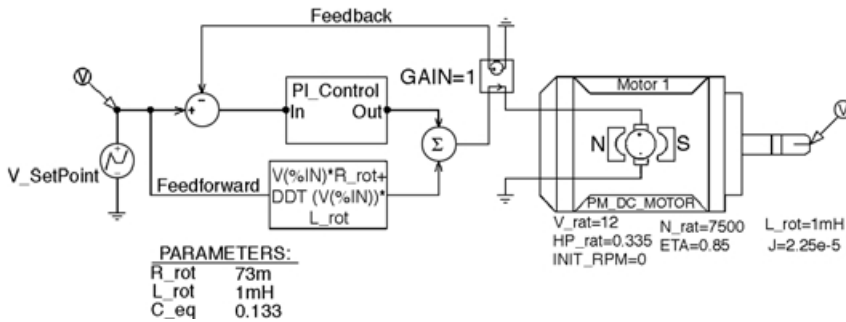 Feedback
V
GAIN=1
PI_Control
In Out
+
-
Σ
V_SetPoint
Feedforward
V(%IN)*R_rot+
DDT (V(%IN))*
L_rot
Motor 1
N S
+
-
PM_DC_MOTOR
V
V_rat=12 N_rat=7500 L_rot=1mH
HP_rat=0.335 ETA=0.85 J=2.25e-5
INIT_RPM=0
PARAMETERS:
R_rot 73m
L_rot 1mH
C_eq 0.133